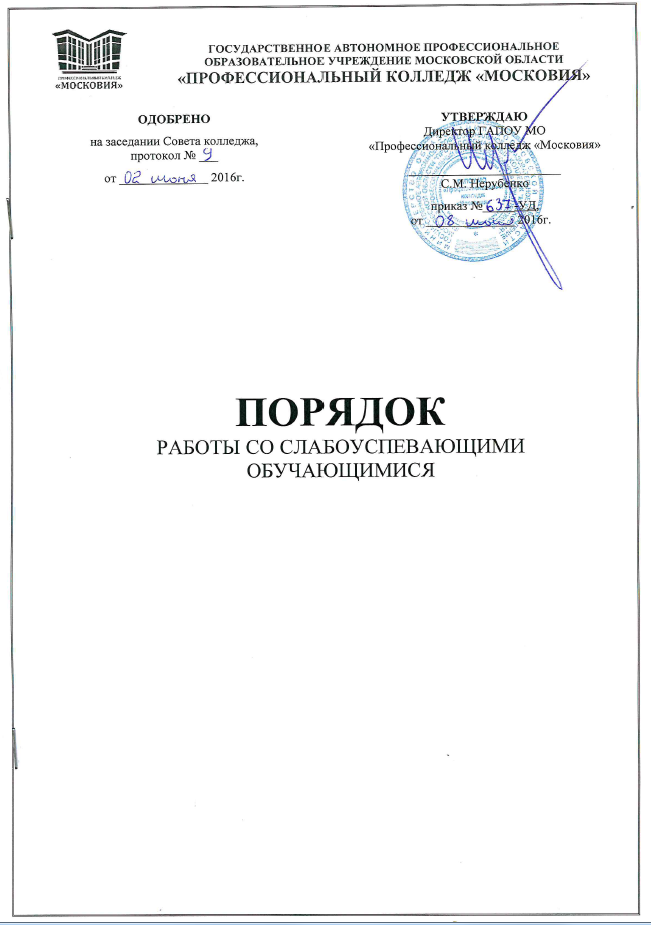 ПРОФЕССИОНАЛЬНЫЙ КОЛЛЕДЖ
«МОСКОВИЯ»
ГОСУДАРСТВЕННОЕ АВТОНОМНОЕ ПРОФЕССИОНАЛЬНОЕ
ОБРАЗОВАТЕЛЬНОЕ УЧРЕЖДЕНИЕ МОСКОВСКОЙ ОБЛАСТИ
«ПРОФЕССИОНАЛЬНЫЙ КОЛЛЕДЖ «МОСКОВИЯ»
ОДОБРЕНО
на заседании Совета колледжа,
протокол № 9
от 02 июня 2016г.
УТВЕРЖДАЮ
Директор ГАПОУ МО
«Профессиональный колледж «Московия»
С.М. Нерубенко
приказ № 637-УД,
от 08 июня 2016г.
ПОРЯДОК
РАБОТЫ СО СЛАБОУСПЕВАЮЩИМИ
ОБУЧАЮЩИМИСЯ